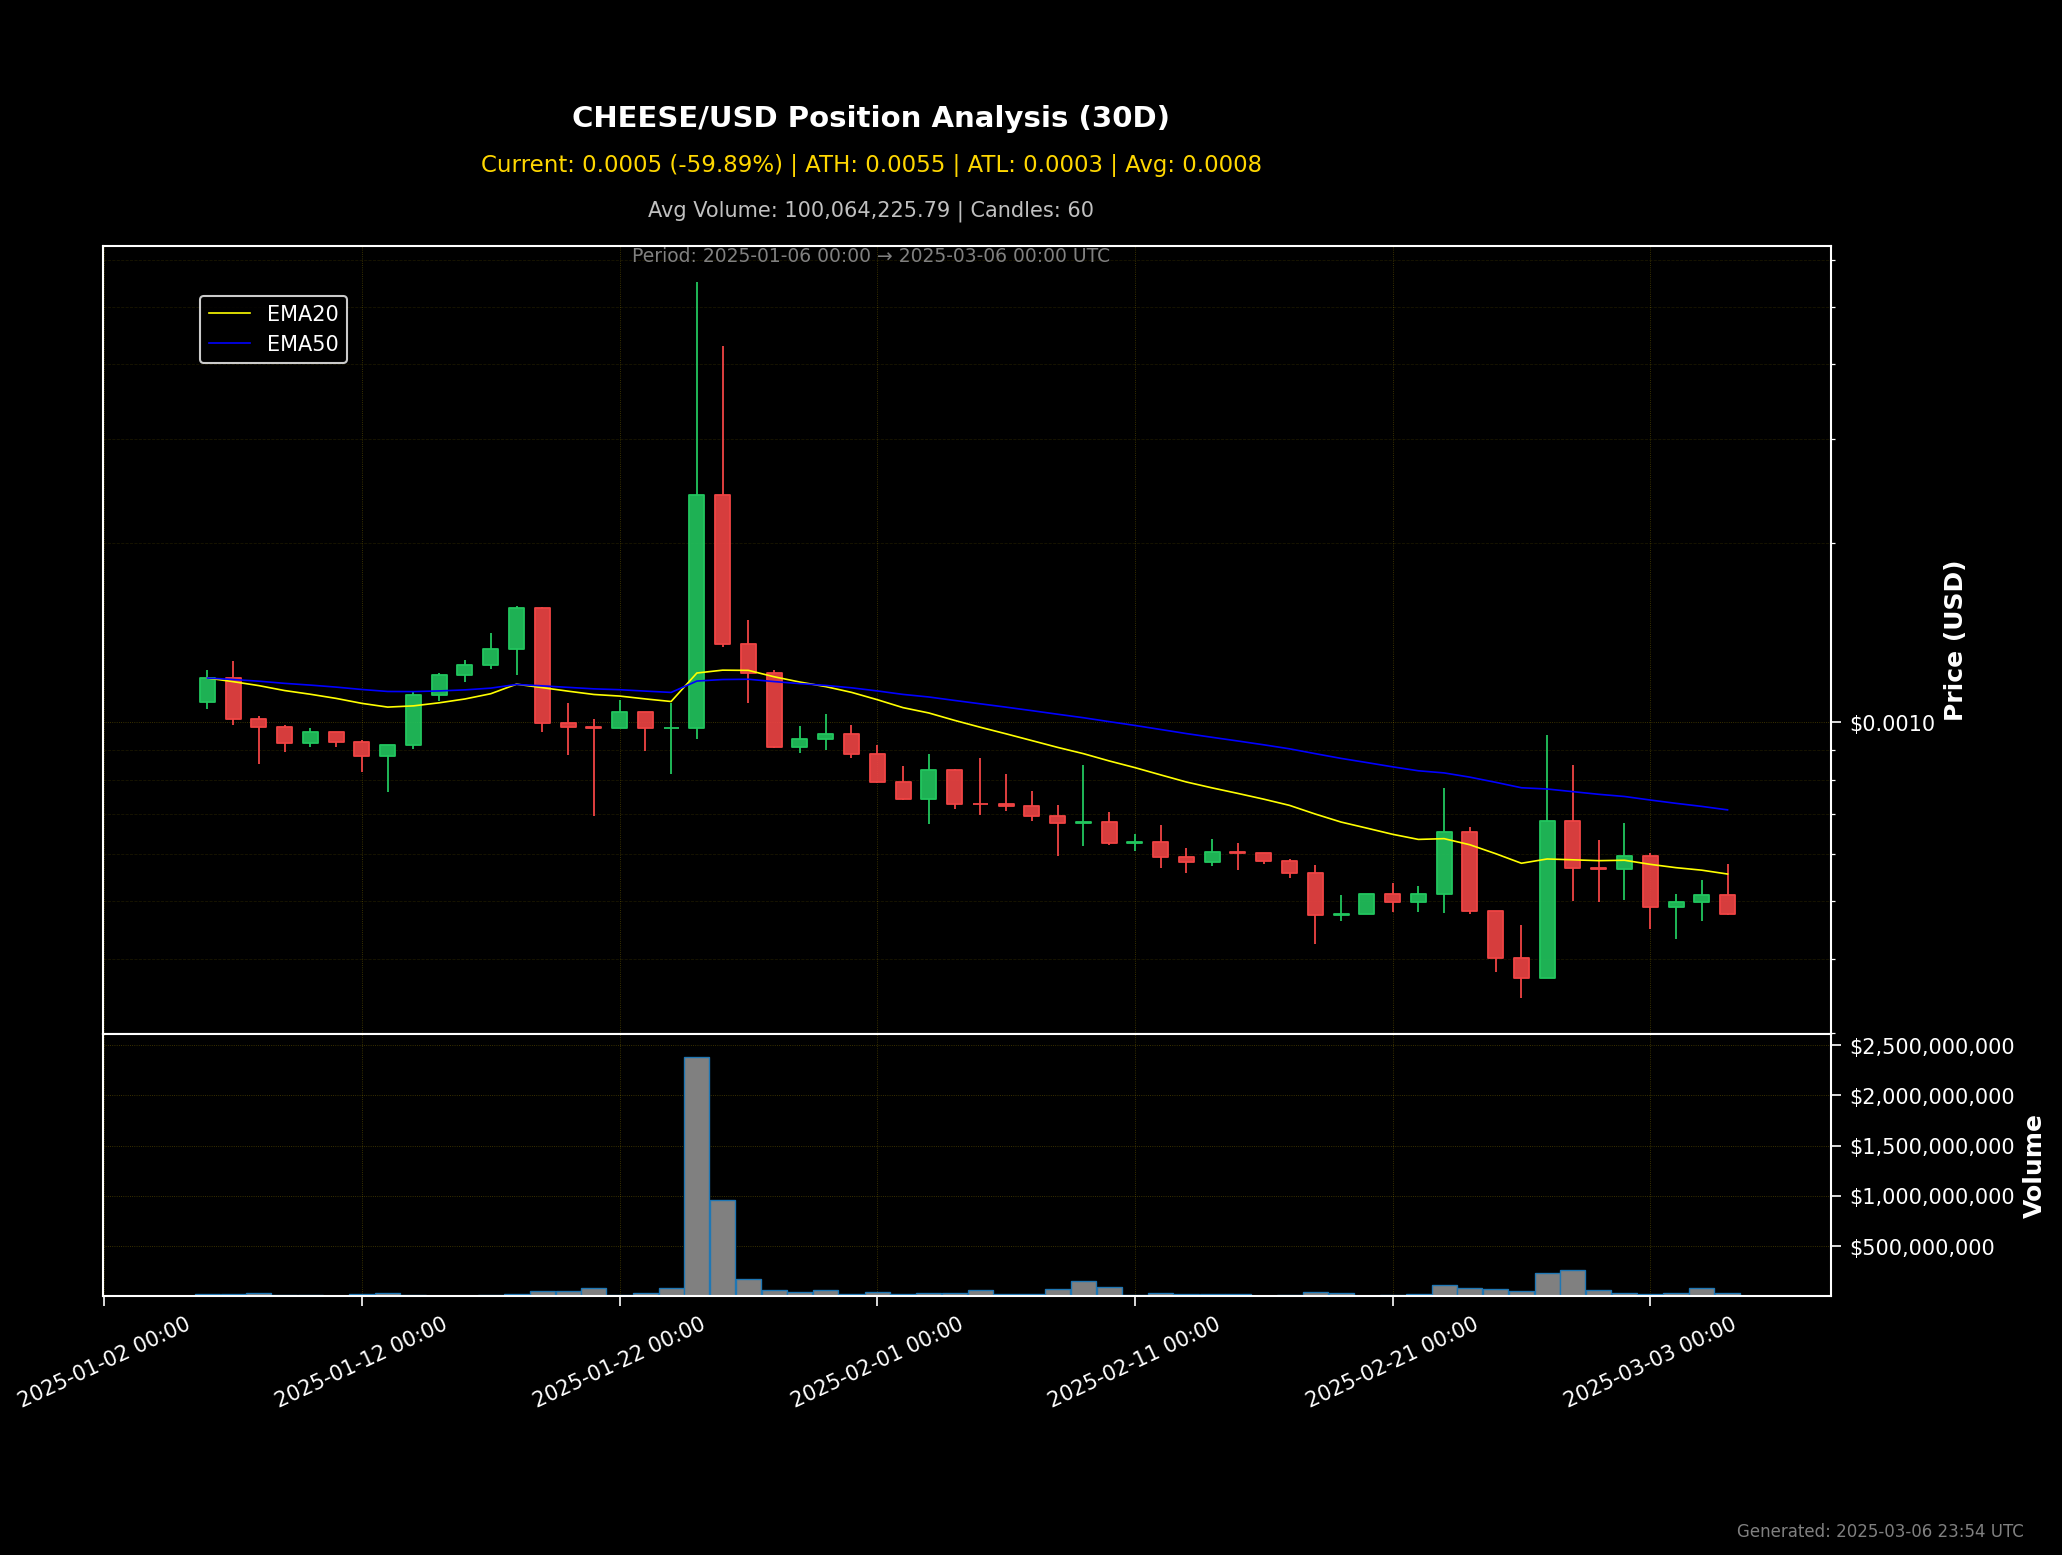 CHEESE/USD Position Analysis (30D)
Current: 0.0005 (-59.89%) | ATH: 0.0055 | ATL: 0.0003 | Avg: 0.0008
Avg Volume: 100,064,225.79 | Candles: 60
Period: 2025-01-06 00:00 → 2025-03-06 00:00 UTC
EMA20
EMA50
$0.0010
Price (USD)
$2,500,000,000
$2,000,000,000
$1,500,000,000
$1,000,000,000
$500,000,000
Volume
2025-01-02 00:00
2025-01-12 00:00
2025-01-22 00:00
2025-02-01 00:00
2025-02-11 00:00
2025-02-21 00:00
2025-03-03 00:00
Generated: 2025-03-06 23:54 UTC